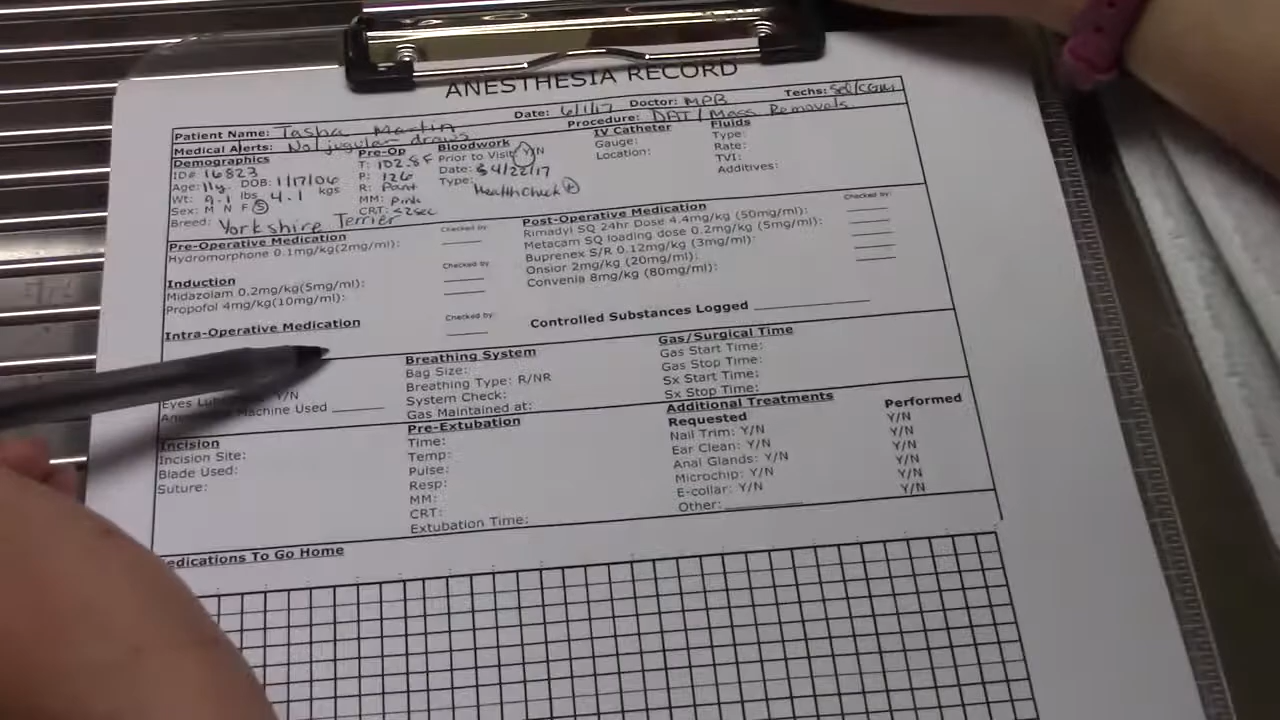 ANESTHESIA RECORD
Patient Name: Tasha Martin Date: 6/1/17 Doctor: MPB Techs:
Medical Alerts: No jugular draws Procedure: DAT / Mass Removals
Demographics Pre-Op Bloodwork IV Catheter Fluids
ID# 16823 T: 102.8F Prior to Visit Y/N Gauge: Type:
Age: 11y DOB: 1/17/06 P: 126 Date: 4/22/17 Location: Rate:
Wt: 9.1 lbs 4.1 kgs R: Pant Type: HealthCheck TVI:
Sex: M N F S MM: Pink Additives:
Breed: Yorkshire Terrier CRT: <2sec
Pre-Operative Medication Checked by
Hydromorphone 0.1mg/kg(2mg/ml):
Induction Checked by
Midazolam 0.2mg/kg(5mg/ml):
Propofol 4mg/kg(10mg/ml):
Intra-Operative Medication Checked by
Post-Operative Medication Checked by
Rimadyl SQ 24hr Dose 4.4mg/kg (50mg/ml):
Metacam SQ loading dose 0.2mg/kg (5mg/ml):
Buprenex S/R 0.12mg/kg (3mg/ml):
Onsior 2mg/kg (20mg/ml):
Convenia 8mg/kg (80mg/ml):
Controlled Substances Logged
Eyes Y/N
Machine Used
Breathing System
Bag Size:
Breathing Type: R/NR
System Check:
Gas Maintained at:
Gas/Surgical Time
Gas Start Time:
Gas Stop Time:
Sx Start Time:
Sx Stop Time:
Incision
Incision Site:
Blade Used:
Suture:
Pre-Extubation
Time:
Temp:
Pulse:
Resp:
MM:
CRT:
Extubation Time:
Additional Treatments
Requested Performed
Nail Trim: Y/N Y/N
Ear Clean: Y/N Y/N
Anal Glands: Y/N Y/N
Microchip: Y/N Y/N
E-collar: Y/N Y/N
Other:
Medications To Go Home